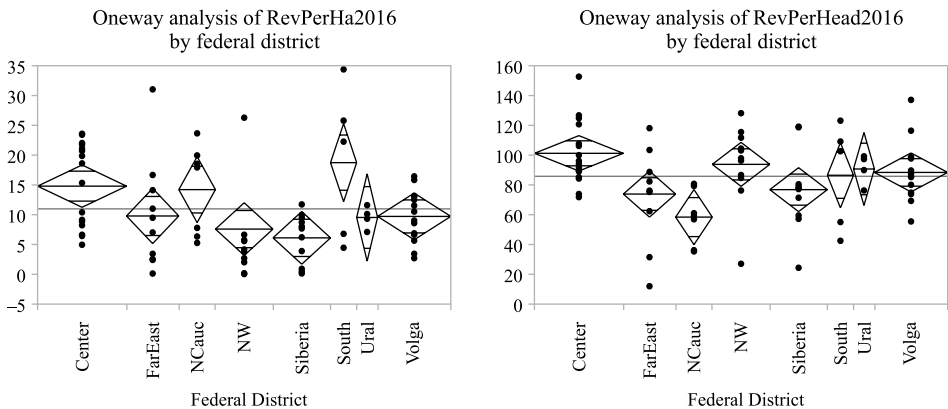 Oneway analysis of RevPerHa2016
by federal district
35
30
25
20
15
10
5
0
–5
Center
FarEast
NCauc
NW
Siberia
South
Ural
Volga
Federal District
Oneway analysis of RevPerHead2016
by federal district
160
140
120
100
80
60
40
20
0
Center
FarEast
NCauc
NW
Siberia
South
Ural
Volga
Federal District